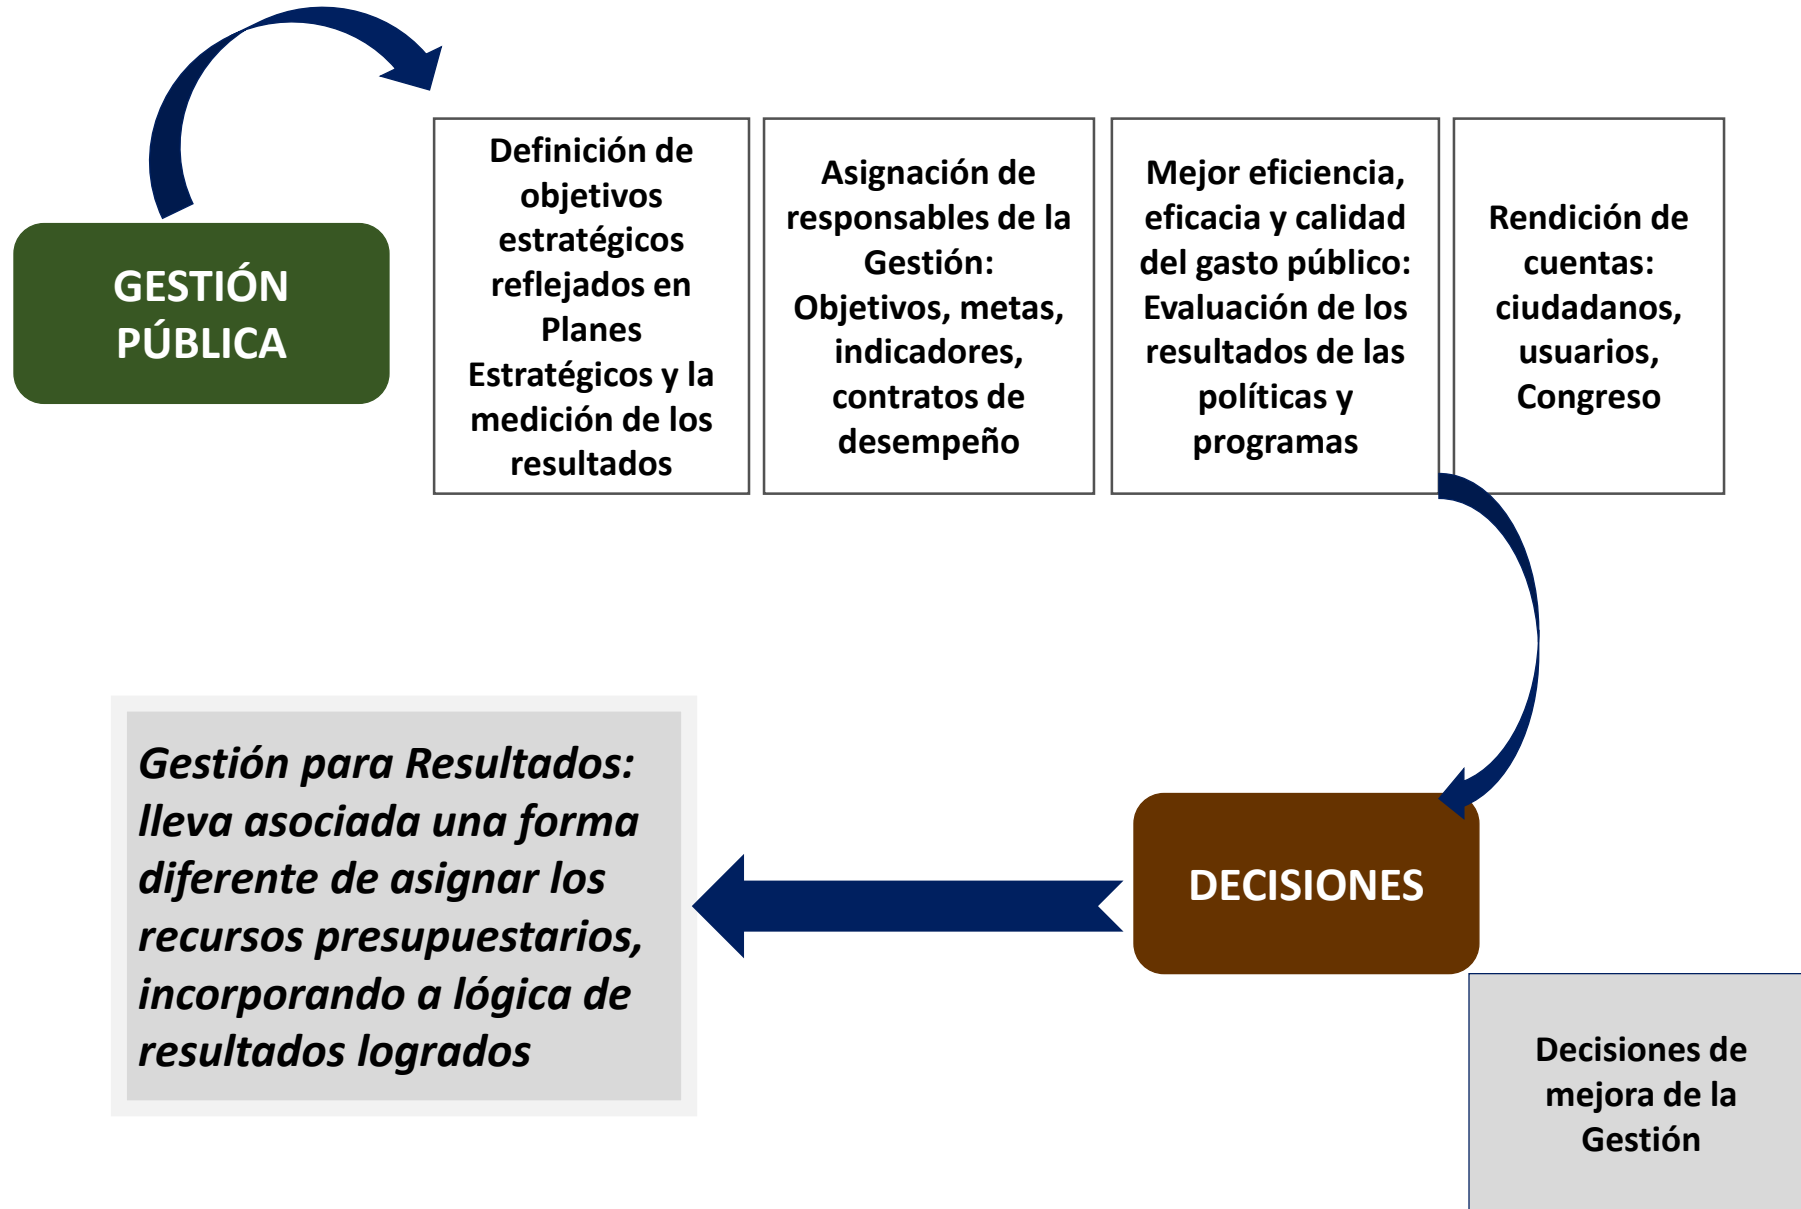 GESTIÓN
PÚBLICA
Definición de
objetivos
estratégicos
reflejados en
Planes
Estratégicos y la
medición de los
resultados
Asignación de
responsables de la
Gestión:
Objetivos, metas,
indicadores,
contratos de
desempeño
Mejor eficiencia,
eficacia y calidad
del gasto público:
Evaluación de los
resultados de las
políticas y
programas
Rendición de
cuentas:
ciudadanos,
usuarios,
Congreso
DECISIONES
Decisiones de
mejora de la
Gestión
Gestión para Resultados:
lleva asociada una forma
diferente de asignar los
recursos presupuestarios,
incorporando a lógica de
resultados logrados